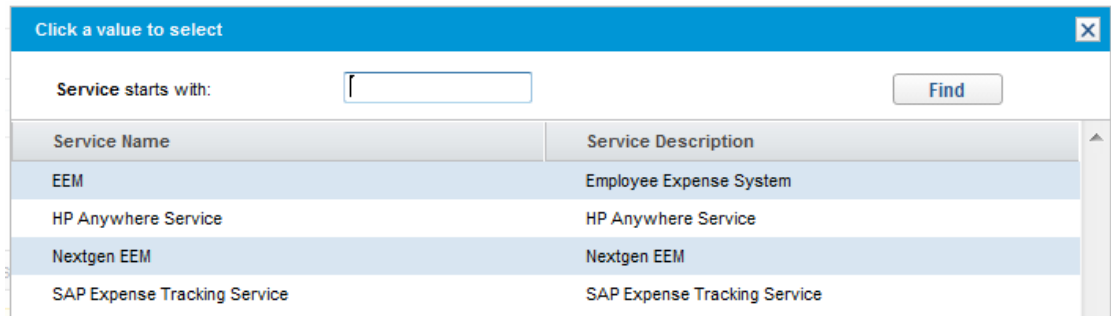 Click a value to select
Service starts with:
Find
Service Name Service Description
EEM Employee Expense System
HP Anywhere Service HP Anywhere Service
Nextgen EEM Nextgen EEM
SAP Expense Tracking Service SAP Expense Tracking Service